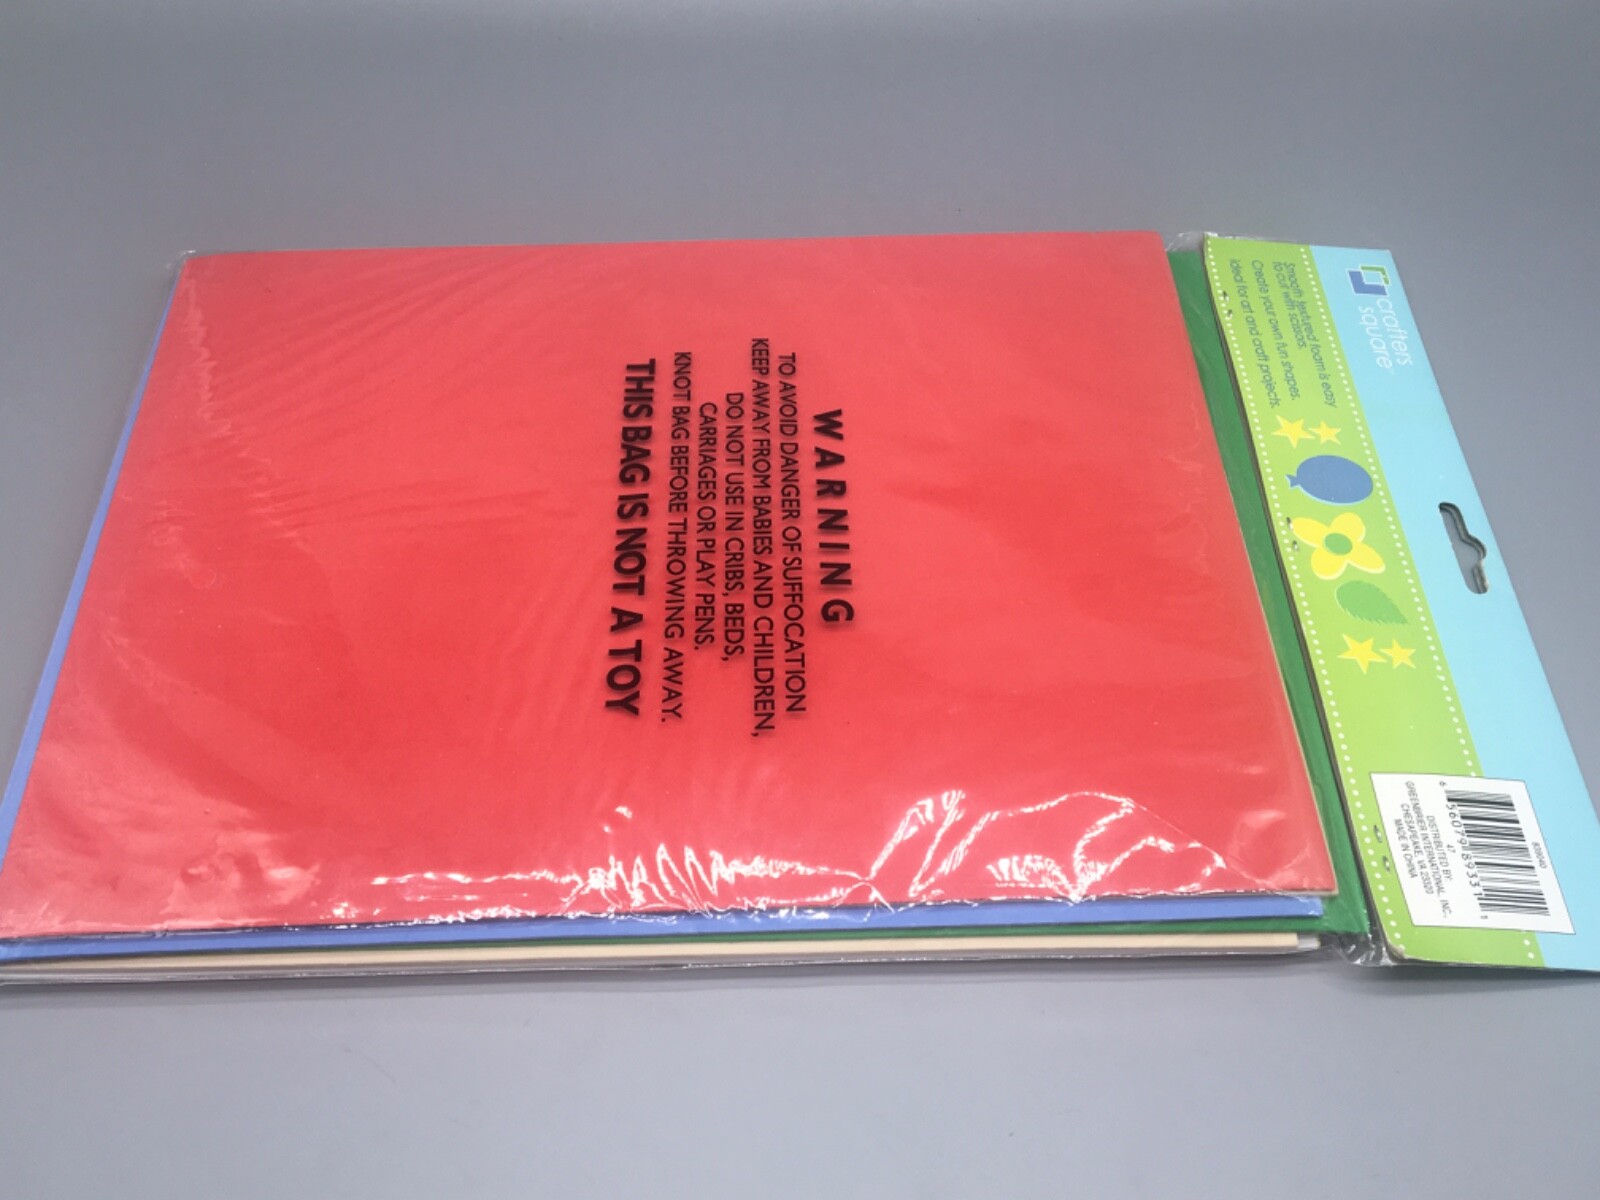 crafters
square
Smooth textured foam is easy
to cut with scissors.
Create your own fun shapes.
Ideal for art and craft projects.
WARNING
TO AVOID DANGER OF SUFFOCATION
KEEP AWAY FROM BABIES AND CHILDREN,
DO NOT USE IN CRIBS, BEDS,
CARRIAGES OR PLAY PENS.
KNOT BAG BEFORE THROWING AWAY.
THIS BAG IS NOT A TOY
DISTRIBUTED BY
GREENBRIER INTERNATIONAL, INC.
CHESAPEAKE, VA 23320
MADE IN CHINA